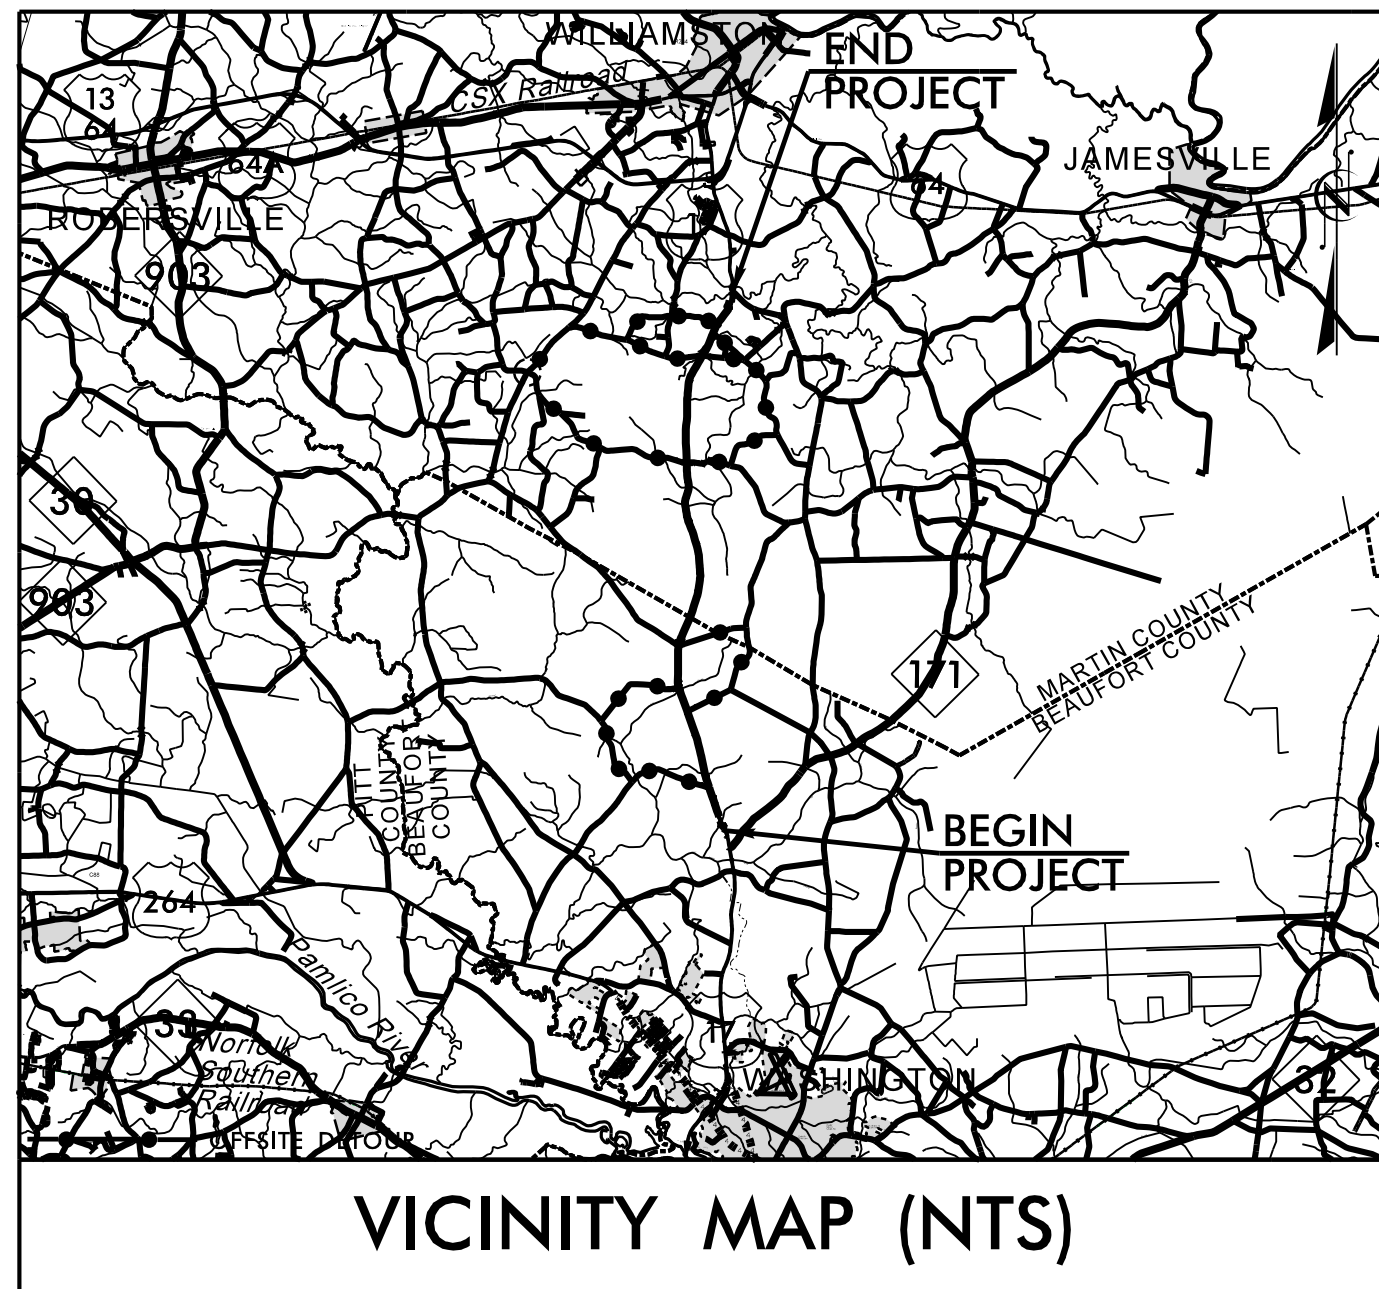 WILLIAMSTON
END
PROJECT
CSX Railroad
13
64
64A
JAMESVILLE
64
ROBERSVILLE
903
17
30
903
171
MARTIN COUNTY
BEAUFORT COUNTY
PITT
COUNTY
BEAUFORT
COUNTY
BEGIN
PROJECT
264
Pamlico River
33
Norfolk
Southern
Railroad
17
WASHINGTON
32
OFFSITE DETOUR
VICINITY MAP (NTS)